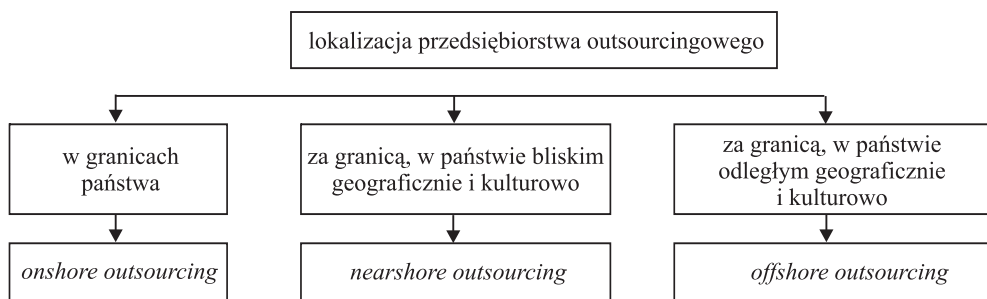 lokalizacja przedsiębiorstwa outsourcingowego
w granicach
państwa
za granicą, w państwie bliskim
geograficznie i kulturowo
za granicą, w państwie
odległym geograficznie
i kulturowo
onshore outsourcing
nearshore outsourcing
offshore outsourcing